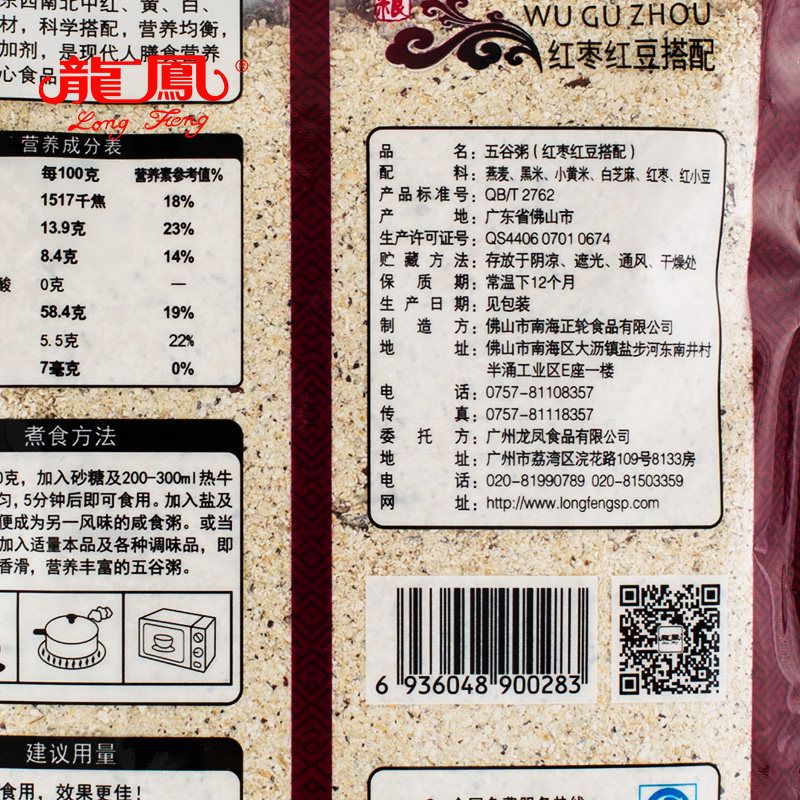 东西南北中红、黄、白、
材，科学搭配，营养均衡，
加剂，是现代人膳食营养
心食品
龍鳳®
Long Feng
营养成分表
每100克 营养素参考值%
1517千焦 18%
13.9克 23%
8.4克 14%
酸 0克 —
58.4克 19%
5.5克 22%
7毫克 0%
煮食方法
0克，加入砂糖及200-300ml热牛
匀，5分钟后即可食用。加入盐及
便成为另一风味的咸食粥。或当
加入适量本品及各种调味品，即
香滑，营养丰富的五谷粥。
建议用量
食用，效果更佳！
粮
WU GU ZHOU
红枣红豆搭配
品名：五谷粥（红枣红豆搭配）
配料：燕麦、黑米、小黄米、白芝麻、红枣、红小豆
产品标准号：QB/T 2762
产地：广东省佛山市
生产许可证号：QS4406 0701 0674
贮藏方法：存放于阴凉、遮光、通风、干燥处
保质期：常温下12个月
生产日期：见包装
制造方：佛山市南海正轮食品有限公司
地址：佛山市南海区大沥镇盐步河东南井村
半涌工业区E座一楼
电话：0757-81108357
传真：0757-81118357
委托方：广州龙凤食品有限公司
地址：广州市荔湾区浣花路109号8133房
电话：020-81990789 020-81503359
网址：http://www.longfengsp.com
6 936048 900283
龍鳳
全国免费服务热线